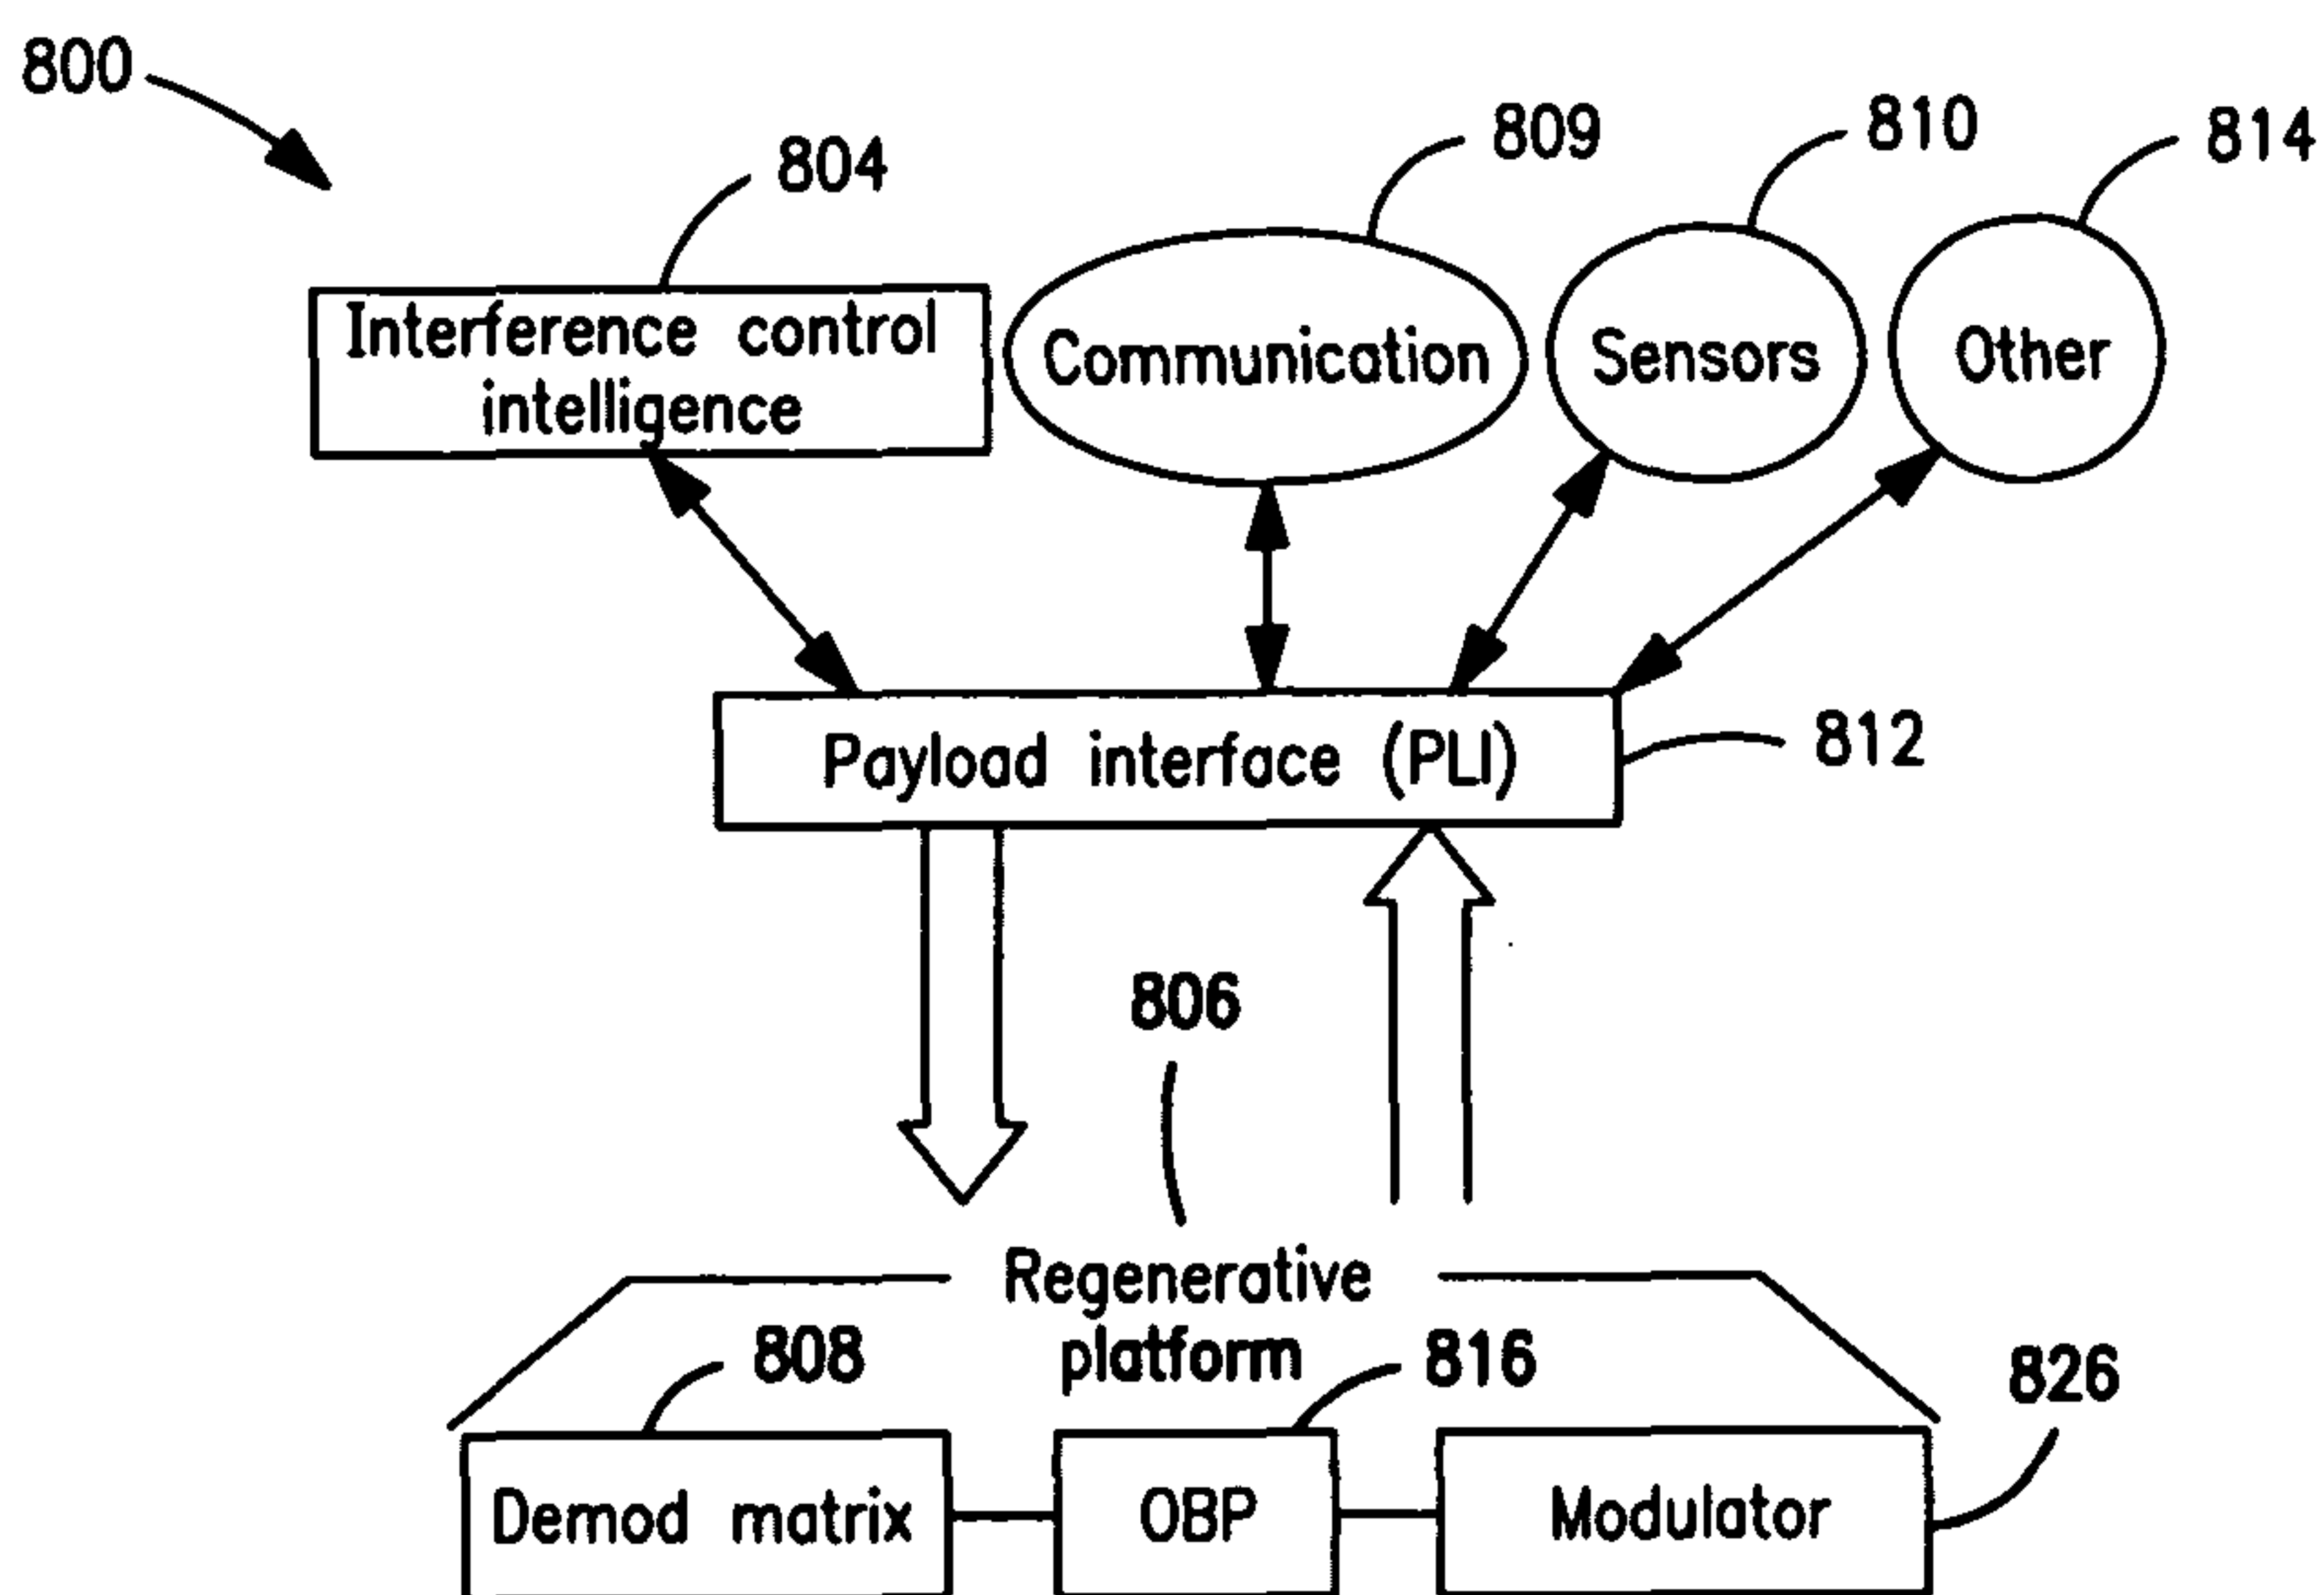 800
804
809
810
814
Interference control
intelligence
Communication
Sensors
Other
Payload interface (PLI)
812
806
Regenerative
platform
808
816
826
Demod matrix
OBP
Modulator